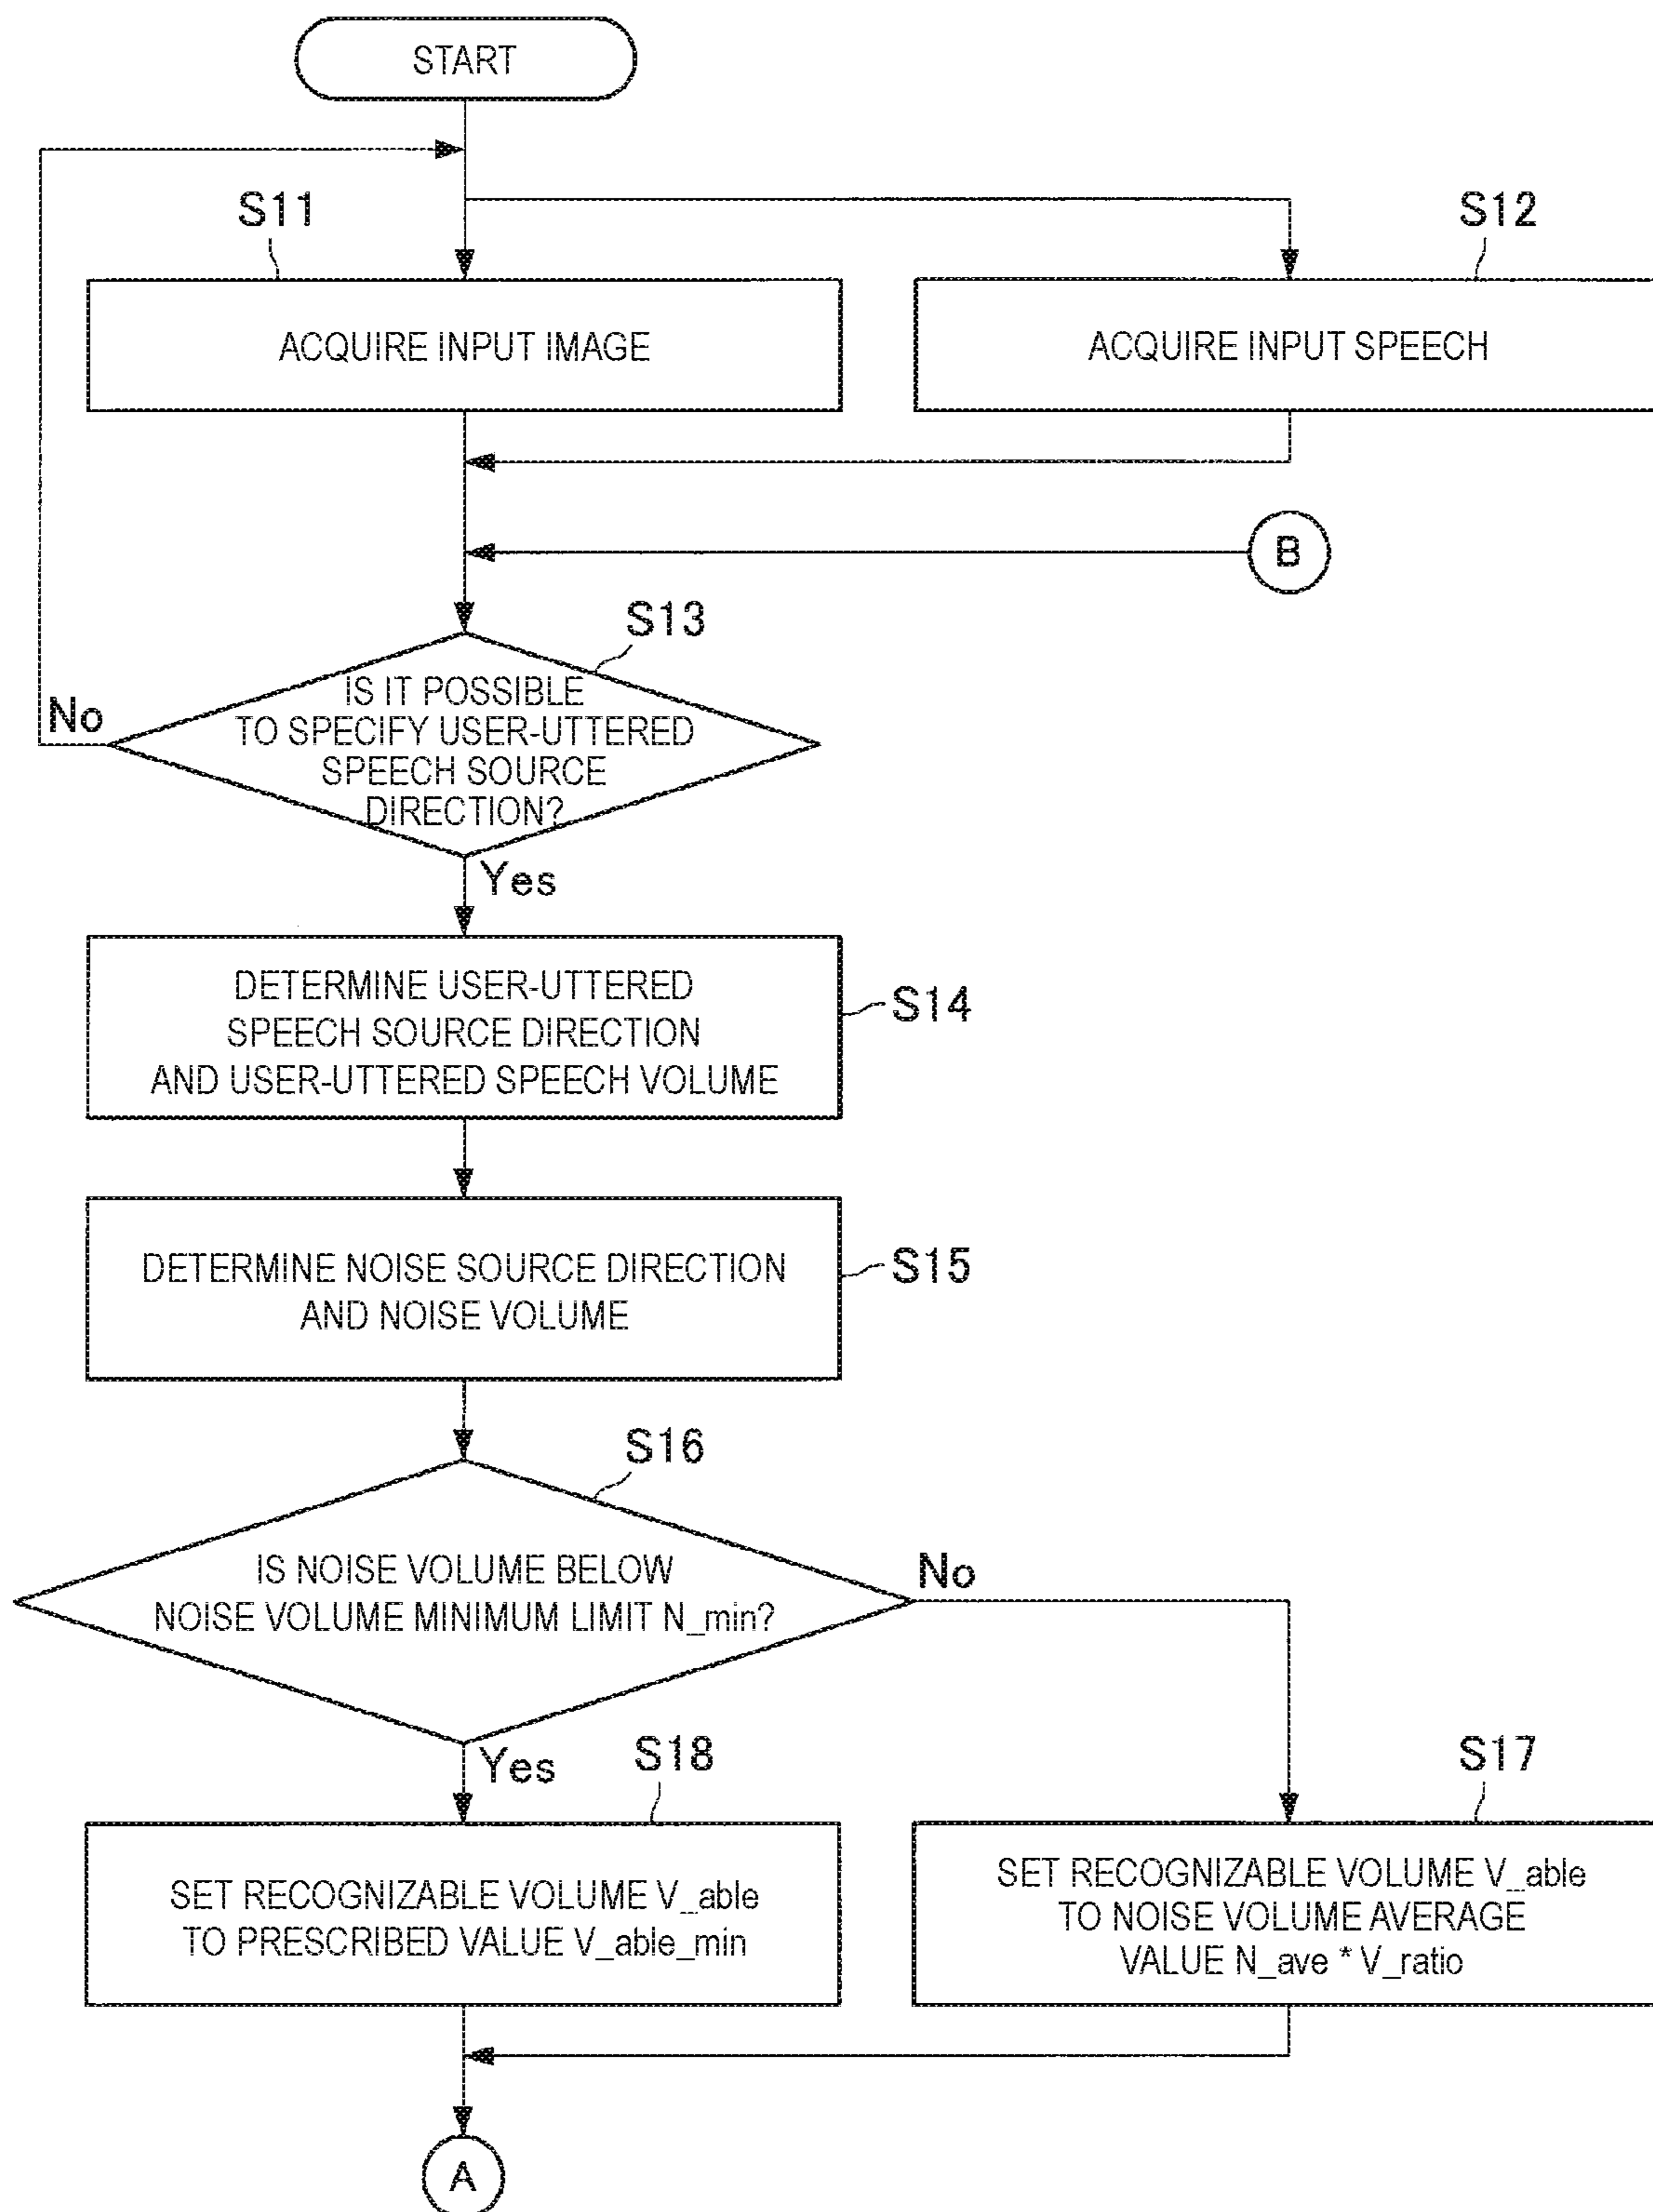 START
S11
S12
ACQUIRE INPUT IMAGE
ACQUIRE INPUT SPEECH
B
S13
IS IT POSSIBLE
TO SPECIFY USER-UTTERED
SPEECH SOURCE
DIRECTION?
No
Yes
DETERMINE USER-UTTERED
SPEECH SOURCE DIRECTION
AND USER-UTTERED SPEECH VOLUME
S14
DETERMINE NOISE SOURCE DIRECTION
AND NOISE VOLUME
S15
S16
IS NOISE VOLUME BELOW
NOISE VOLUME MINIMUM LIMIT N_min?
No
Yes
S18
S17
SET RECOGNIZABLE VOLUME V_able
TO PRESCRIBED VALUE V_able_min
SET RECOGNIZABLE VOLUME V_able
TO NOISE VOLUME AVERAGE
VALUE N_ave * V_ratio
A